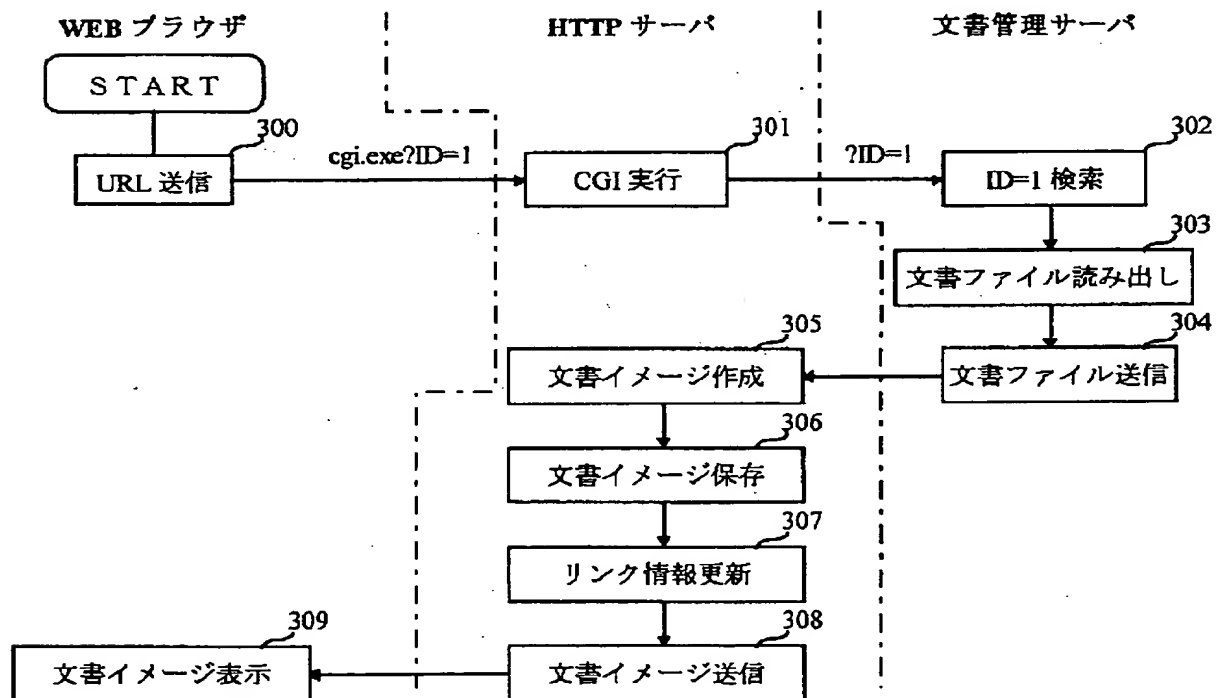 WEB ブラウザ
HTTP サーバ
文書管理サーバ
START
300
URL 送信
cgi.exe?ID=1
301
CGI 実行
?ID=1
302
ID=1 検索
303
文書ファイル読み出し
304
文書ファイル送信
305
文書イメージ作成
306
文書イメージ保存
307
リンク情報更新
308
文書イメージ送信
309
文書イメージ表示